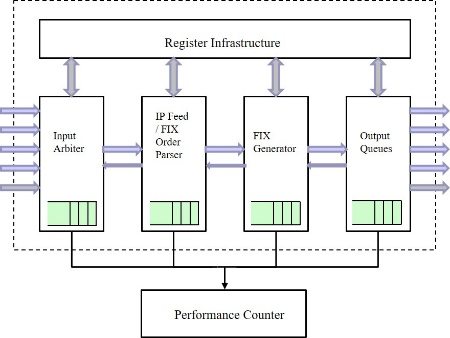 Register Infrastructure
Input
Arbiter
IP Feed
/ FIX
Order
Parser
FIX
Generator
Output
Queues
Performance Counter